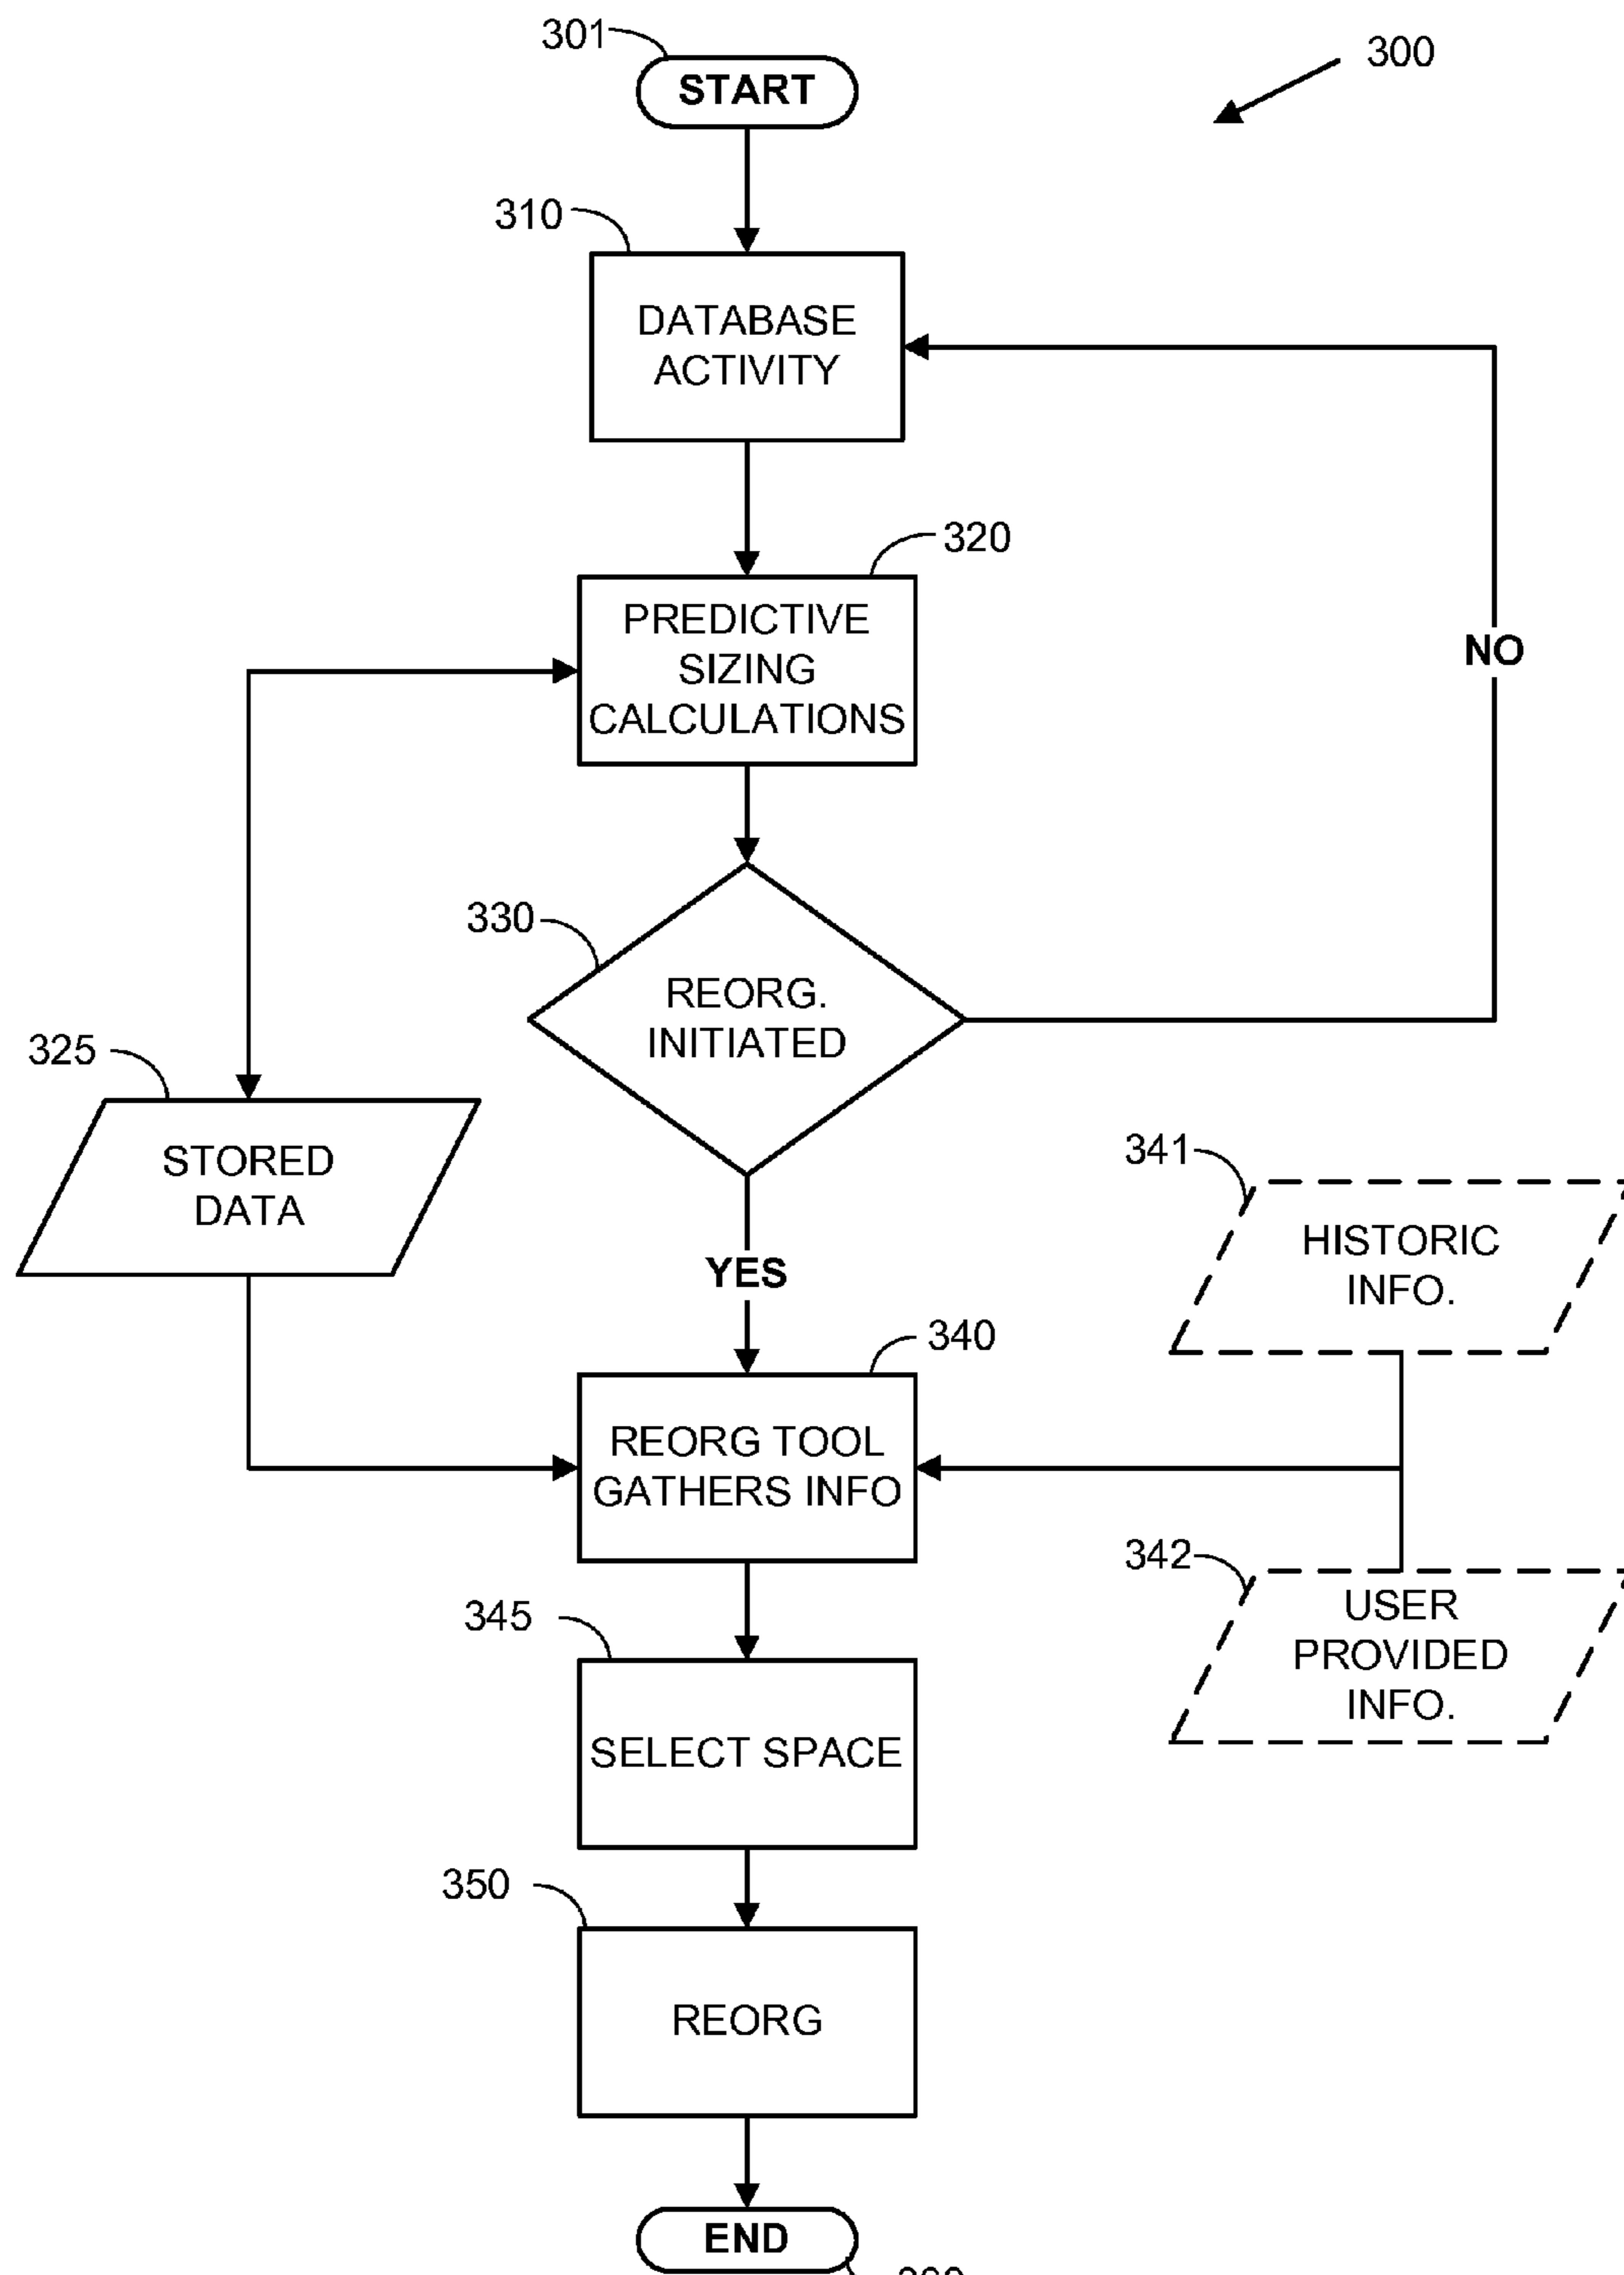 301
START
300
310
DATABASE
ACTIVITY
320
PREDICTIVE
SIZING
CALCULATIONS
NO
330
REORG.
INITIATED
325
STORED
DATA
341
HISTORIC
INFO.
YES
340
REORG TOOL
GATHERS INFO
342
USER
PROVIDED
INFO.
345
SELECT SPACE
350
REORG
END